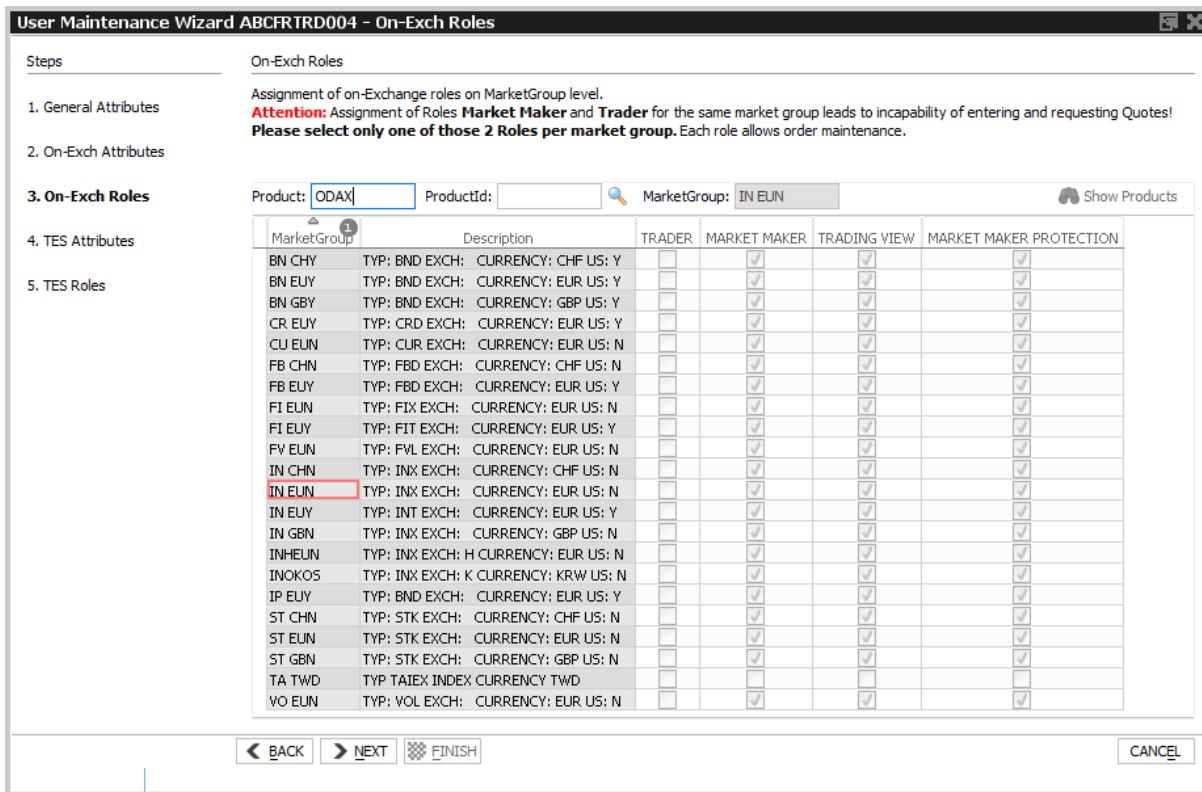 User Maintenance Wizard ABCFRTRD004 - On-Exch Roles
Steps
1. General Attributes
2. On-Exch Attributes
3. On-Exch Roles
4. TES Attributes
5. TES Roles
On-Exch Roles
Assignment of on-Exchange roles on MarketGroup level.
Attention: Assignment of Roles Market Maker and Trader for the same market group leads to incapability of entering and requesting Quotes!
Please select only one of those 2 Roles per market group. Each role allows order maintenance.
Product: ODAX ProductId: MarketGroup: IN EUN Show Products
MarketGroup 1 Description TRADER MARKET MAKER TRADING VIEW MARKET MAKER PROTECTION
BN CHY TYP: BND EXCH: CURRENCY: CHF US: Y
BN EUY TYP: BND EXCH: CURRENCY: EUR US: Y
BN GBY TYP: BND EXCH: CURRENCY: GBP US: Y
CR EUY TYP: CRD EXCH: CURRENCY: EUR US: Y
CU EUN TYP: CUR EXCH: CURRENCY: EUR US: N
FB CHN TYP: FBD EXCH: CURRENCY: CHF US: N
FB EUY TYP: FBD EXCH: CURRENCY: EUR US: Y
FI EUN TYP: FIX EXCH: CURRENCY: EUR US: N
FI EUY TYP: FIT EXCH: CURRENCY: EUR US: Y
FV EUN TYP: FVL EXCH: CURRENCY: EUR US: N
IN CHN TYP: INX EXCH: CURRENCY: CHF US: N
IN EUN TYP: INX EXCH: CURRENCY: EUR US: N
IN EUY TYP: INT EXCH: CURRENCY: EUR US: Y
IN GBN TYP: INX EXCH: CURRENCY: GBP US: N
INHEUN TYP: INX EXCH: H CURRENCY: EUR US: N
INOKOS TYP: INX EXCH: K CURRENCY: KRW US: N
IP EUY TYP: BND EXCH: CURRENCY: EUR US: Y
ST CHN TYP: STK EXCH: CURRENCY: CHF US: N
ST EUN TYP: STK EXCH: CURRENCY: EUR US: N
ST GBN TYP: STK EXCH: CURRENCY: GBP US: N
TA TWD TYP TAIEX INDEX CURRENCY TWD
VO EUN TYP: VOL EXCH: CURRENCY: EUR US: N
BACK NEXT FINISH CANCEL